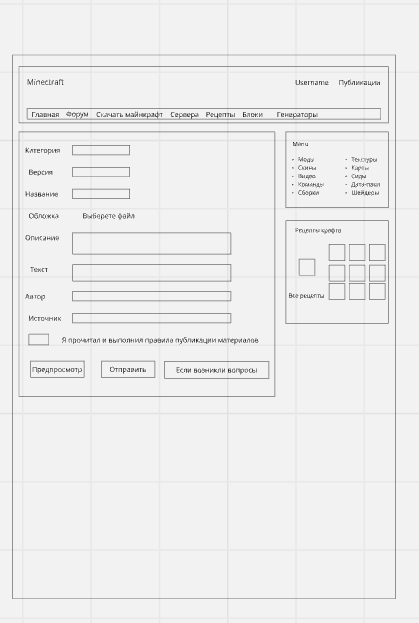 Minecraft
Username Публикации
Главная Форум Скачать майнкрафт Сервера Рецепты Блоки Генераторы
Категория
Версия
Название
Обложка Выберете файл
Описание
Текст
Автор
Источник
Я прочитал и выполнил правила публикации материалов
Предпросмотр Отправить Если возникли вопросы
Menu
• Моды • Текстуры
• Скины • Карты
• Видео • Сиды
• Команды • Дата-паки
• Сборки • Шейдеры
Рецепты крафта
Все рецепты